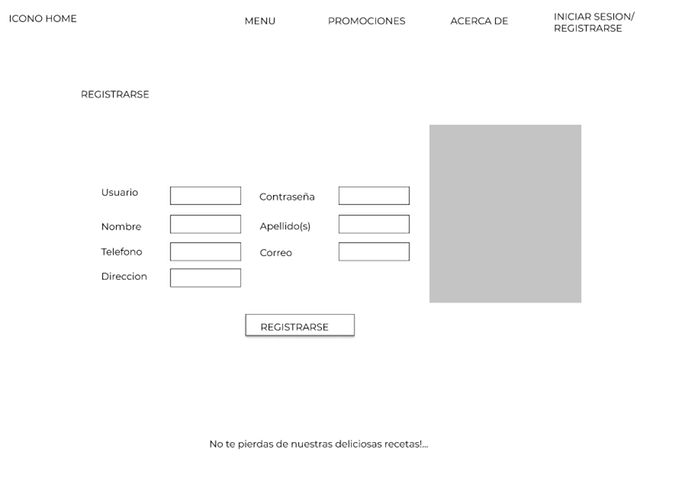 ICONO HOME
MENU
PROMOCIONES
ACERCA DE
INICIAR SESION/
REGISTRARSE
REGISTRARSE
Usuario
Contraseña
Nombre
Apellido(s)
Telefono
Correo
Direccion
REGISTRARSE
No te pierdas de nuestras deliciosas recetas!...